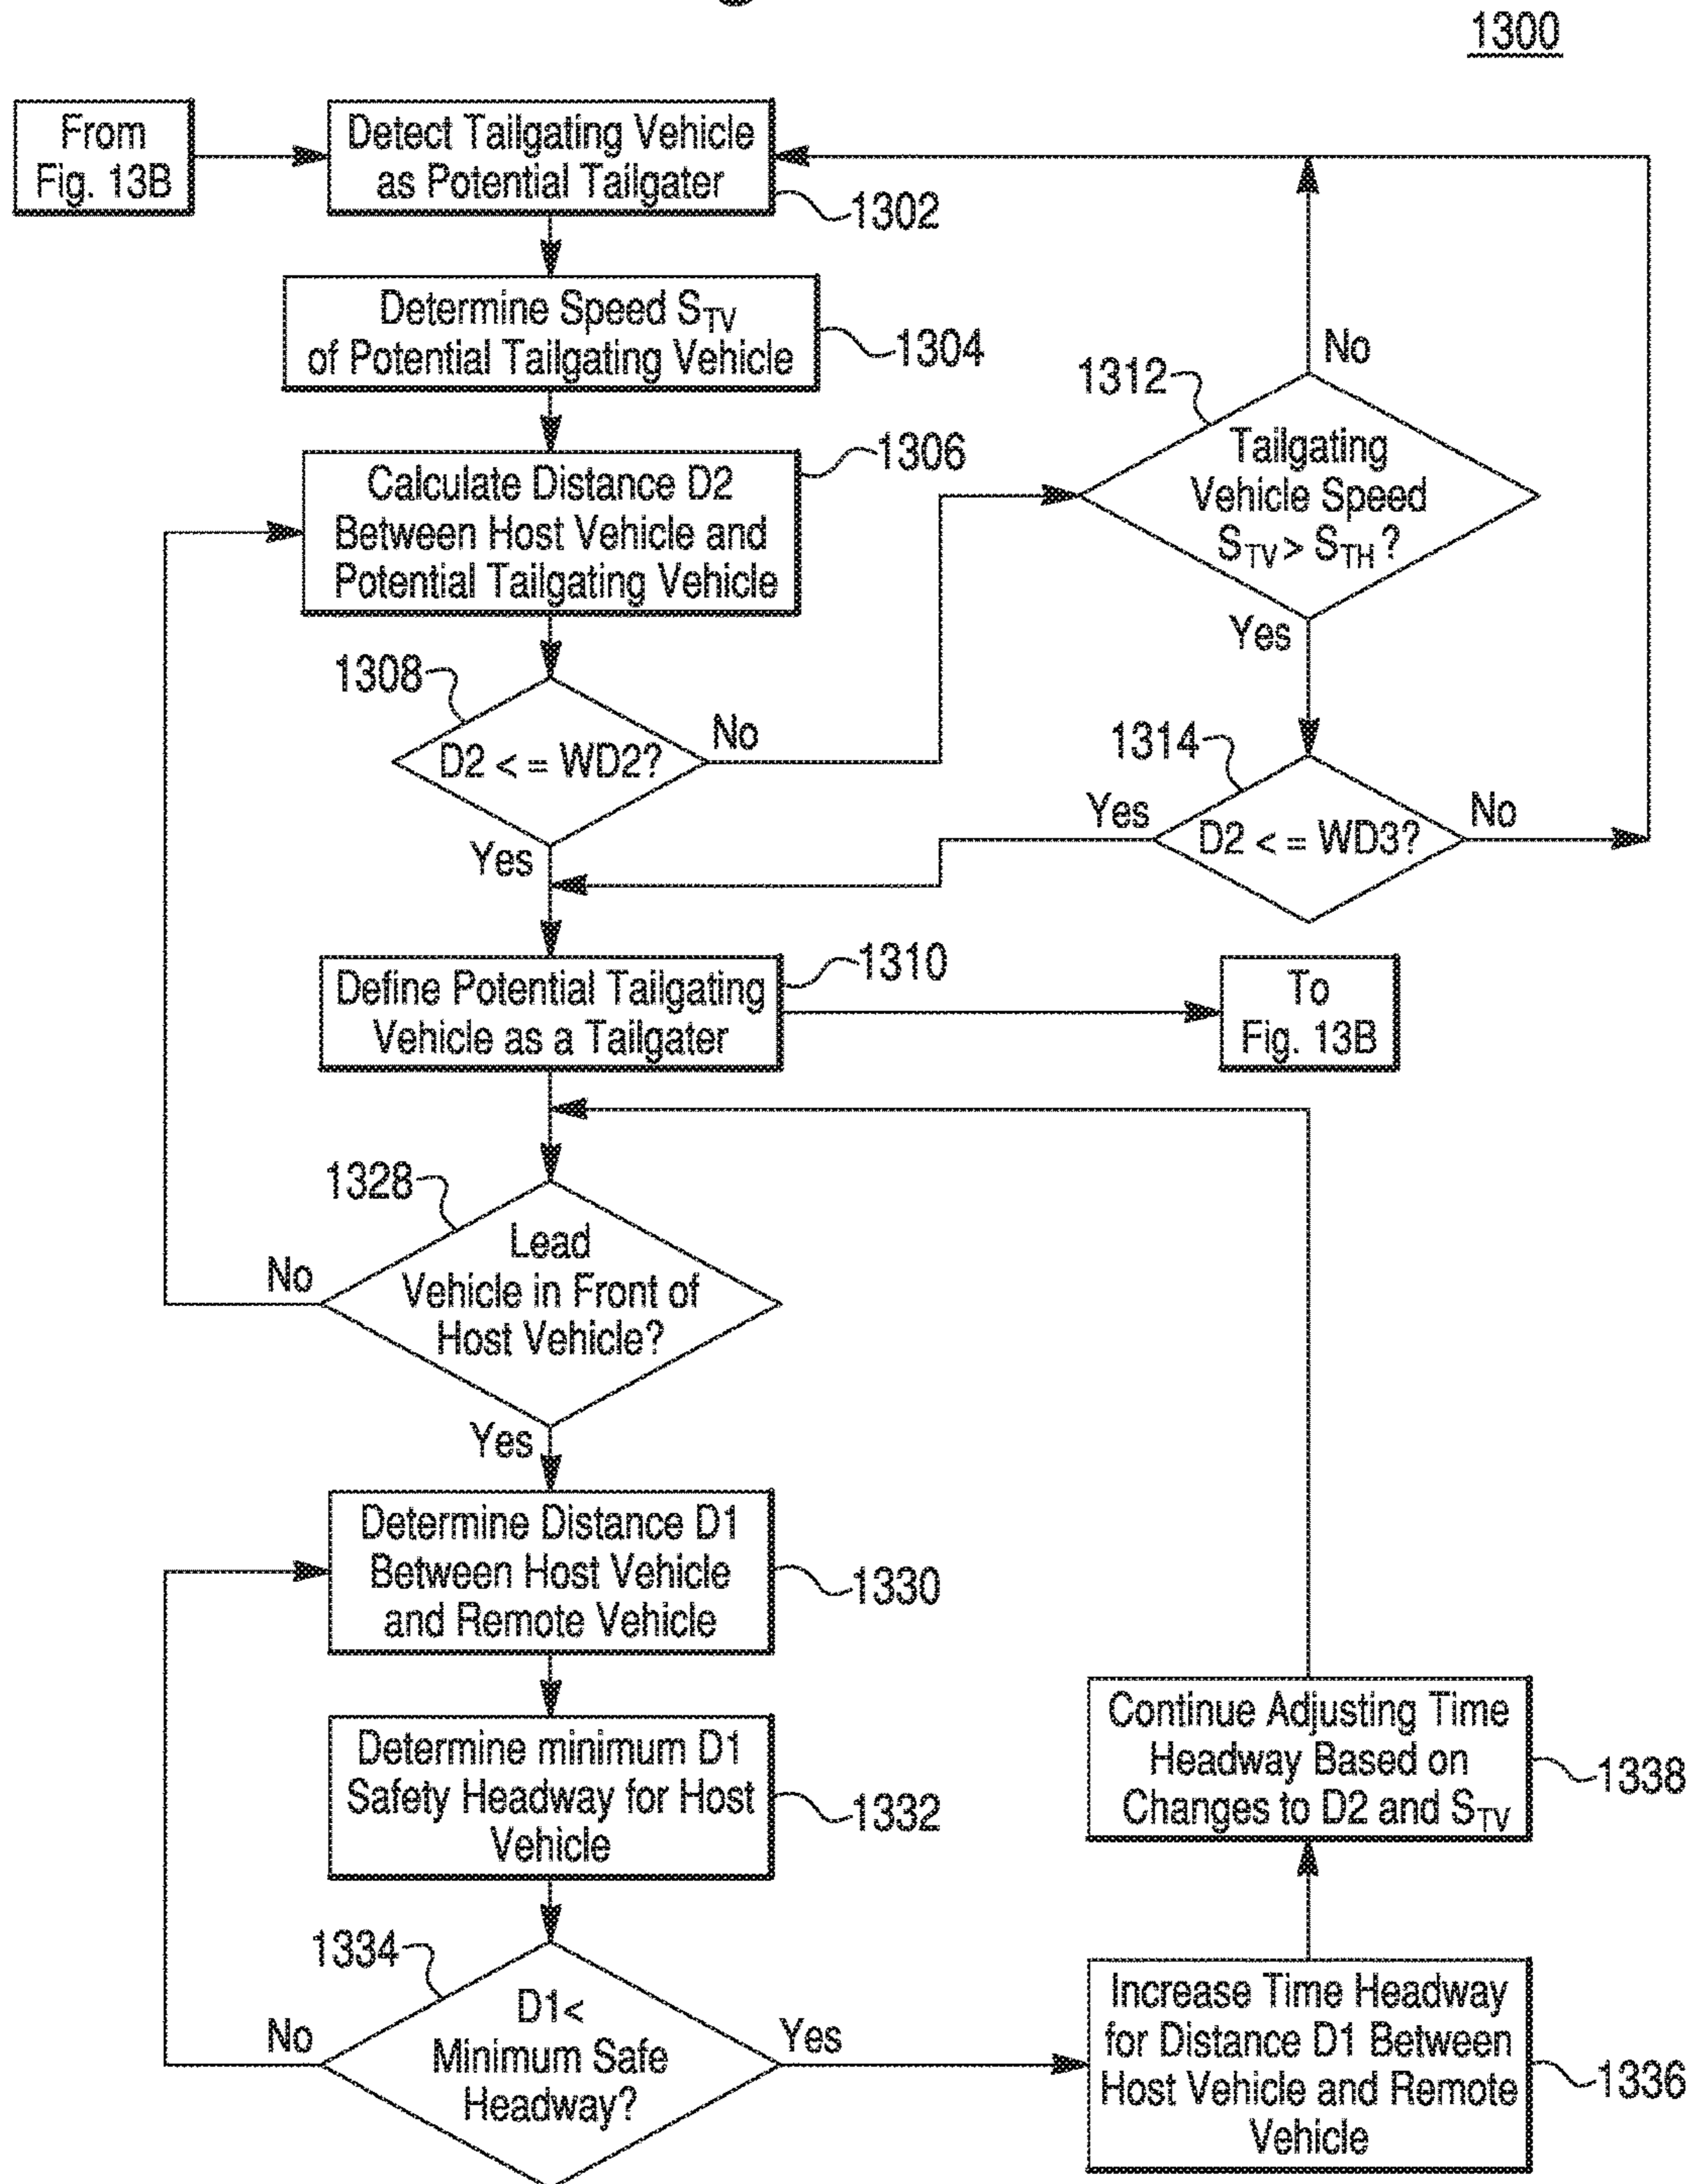 1300
From
Fig. 13B
Detect Tailgating Vehicle
as Potential Tailgater
1302
Determine Speed STV
of Potential Tailgating Vehicle
1304
Calculate Distance D2
Between Host Vehicle and
Potential Tailgating Vehicle
1306
1308
D2 < = WD2?
No
Yes
1312
Tailgating
Vehicle Speed
STV > STH ?
No
Yes
1314
D2 < = WD3?
Yes
No
Define Potential Tailgating
Vehicle as a Tailgater
1310
To
Fig. 13B
1328
Lead
Vehicle in Front of
Host Vehicle?
No
Yes
Determine Distance D1
Between Host Vehicle
and Remote Vehicle
1330
Determine minimum D1
Safety Headway for Host
Vehicle
1332
1334
D1<
Minimum Safe
Headway?
No
Yes
Increase Time Headway
for Distance D1 Between
Host Vehicle and Remote
Vehicle
1336
Continue Adjusting Time
Headway Based on
Changes to D2 and STV
1338